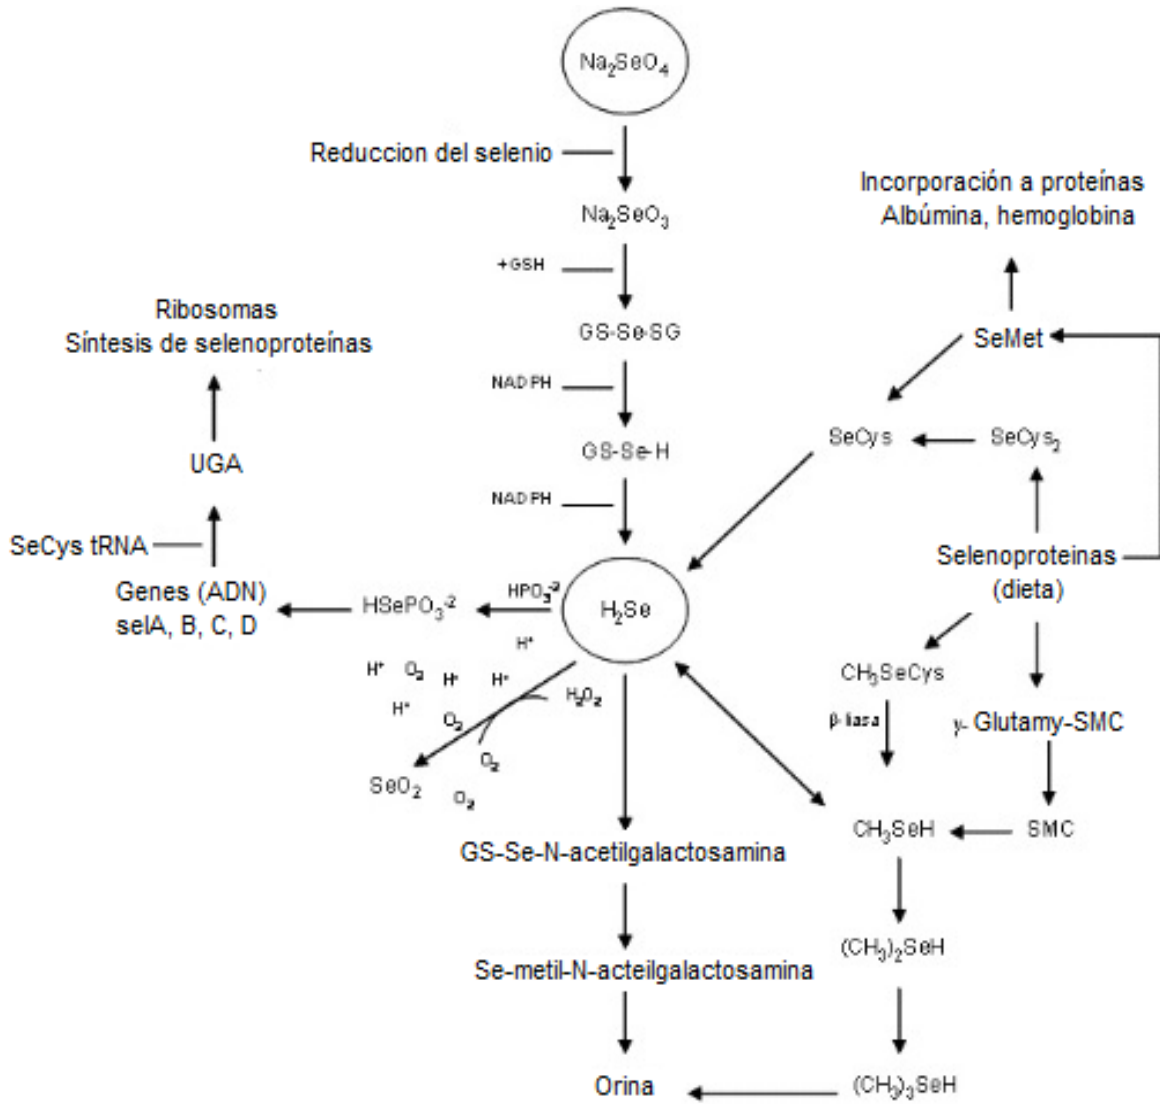 Na₂SeO₄
Reduccion del selenio
Na₂SeO₃
+GSH
GS-Se-SG
NADPH
GS-Se-H
NADPH
H₂Se
Incorporación a proteínas
Albúmina, hemoglobina
SeMet
SeCys
SeCys₂
Selenoproteinas
(dieta)
CH₃SeCys
β-liasa
γ- Glutamy-SMC
CH₃SeH
SMC
(CH₃)₂SeH
(CH₃)₃SeH
Ribosomas
Síntesis de selenoproteínas
UGA
SeCys tRNA
Genes (ADN)
selA, B, C, D
HSePO₃⁻²
HPO₃⁻²
H⁺
H⁺ O₂ H⁺ H⁺
H⁺ O₂
H₂O₂
O₂
SeO₂
O₂
GS-Se-N-acetilgalactosamina
Se-metil-N-acteilgalactosamina
Orina